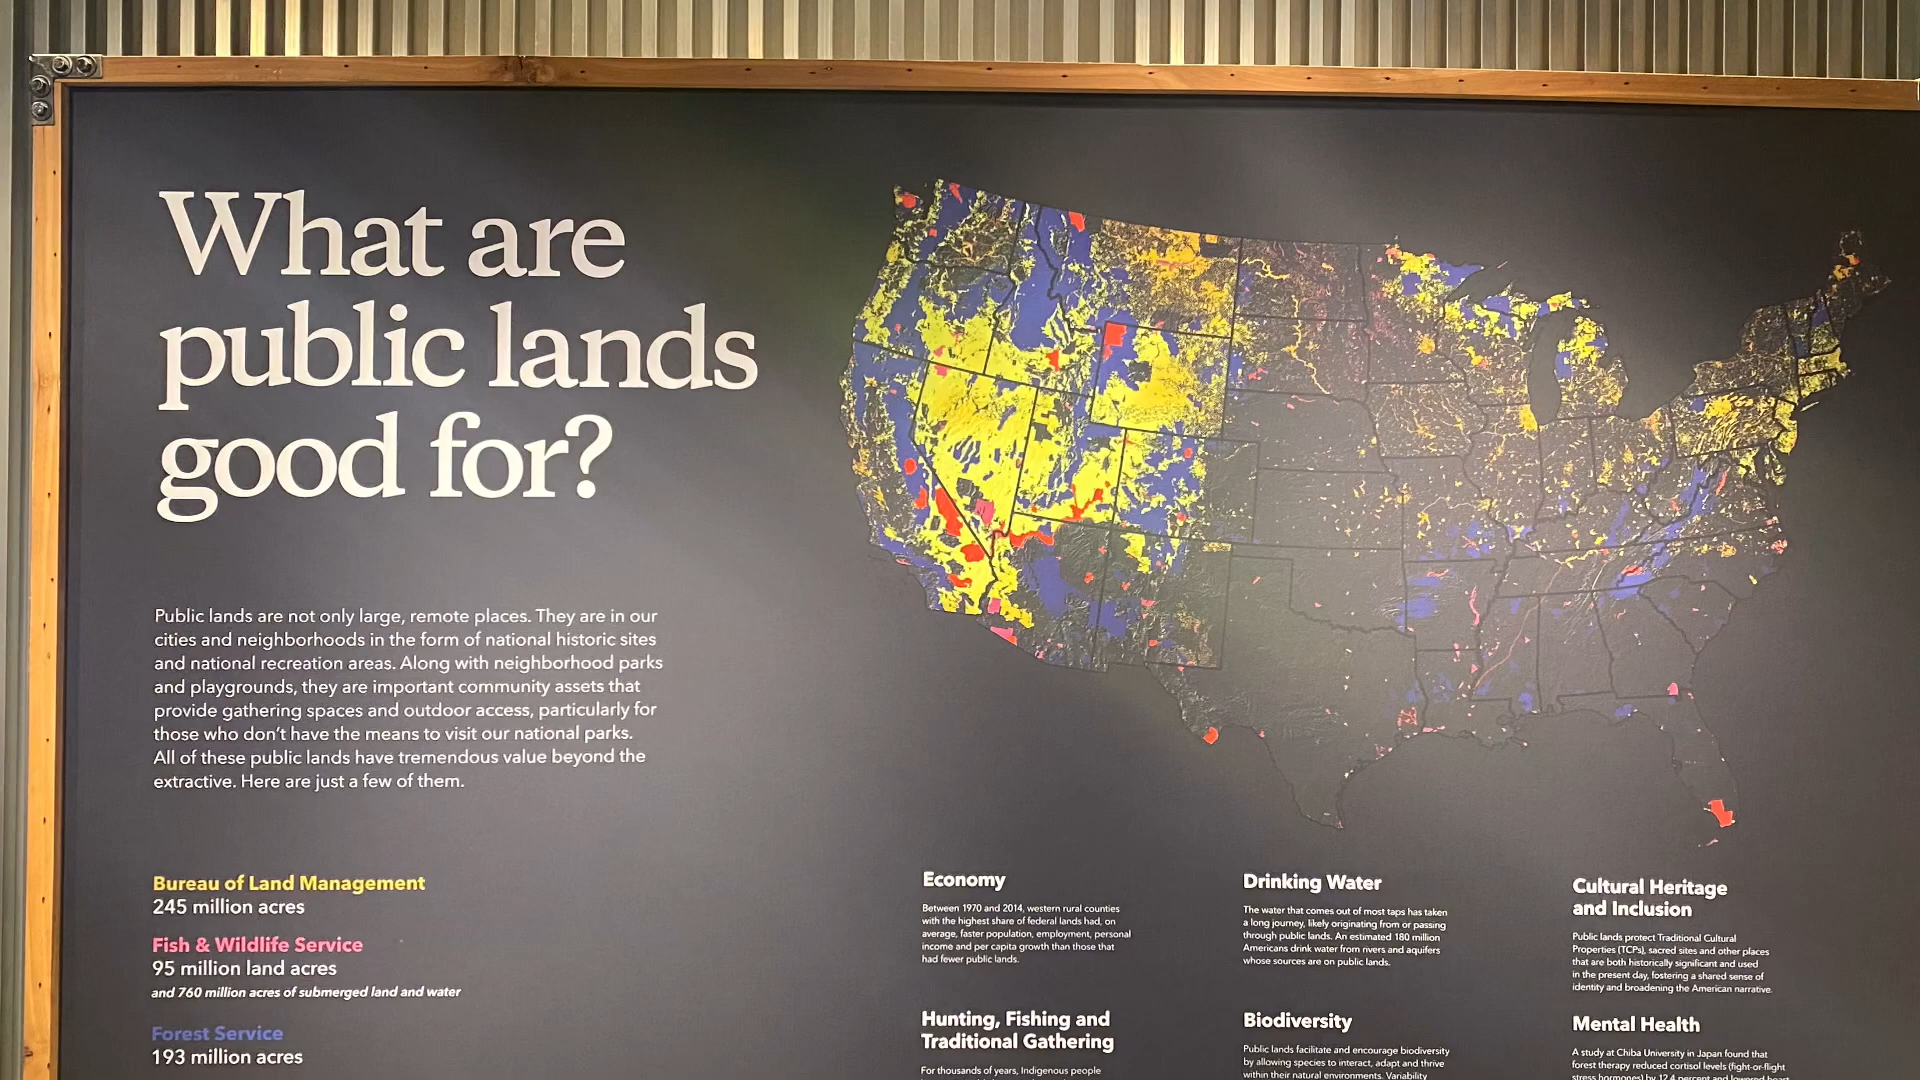 What are
public lands
good for?
Public lands are not only large, remote places. They are in our
cities and neighborhoods in the form of national historic sites
and national recreation areas. Along with neighborhood parks
and playgrounds, they are important community assets that
provide gathering spaces and outdoor access, particularly for
those who don't have the means to visit our national parks.
All of these public lands have tremendous value beyond the
extractive. Here are just a few of them.
Bureau of Land Management
245 million acres
Fish & Wildlife Service
95 million land acres
and 760 million acres of submerged land and water
Forest Service
193 million acres
Economy
Between 1970 and 2014, western rural counties
with the highest share of federal lands had, on
average, faster population, employment, personal
income and per capita growth than those that
had fewer public lands.
Drinking Water
The water that comes out of most taps has taken
a long journey, likely originating from or passing
through public lands. An estimated 180 million
Americans drink water from rivers and aquifers
whose sources are on public lands.
Cultural Heritage
and Inclusion
Public lands protect Traditional Cultural
Properties (TCPs), sacred sites and other places
that are both historically significant and used
in the present day, fostering a shared sense of
identity and broadening the American narrative.
Hunting, Fishing and
Traditional Gathering
For thousands of years, Indigenous people
Biodiversity
Public lands facilitate and encourage biodiversity
by allowing species to interact, adapt and thrive
within their natural environments. Variability
Mental Health
A study at Chiba University in Japan found that
forest therapy reduced cortisol levels (fight-or-flight
stress hormones) by 12.4 percent and lowered heart